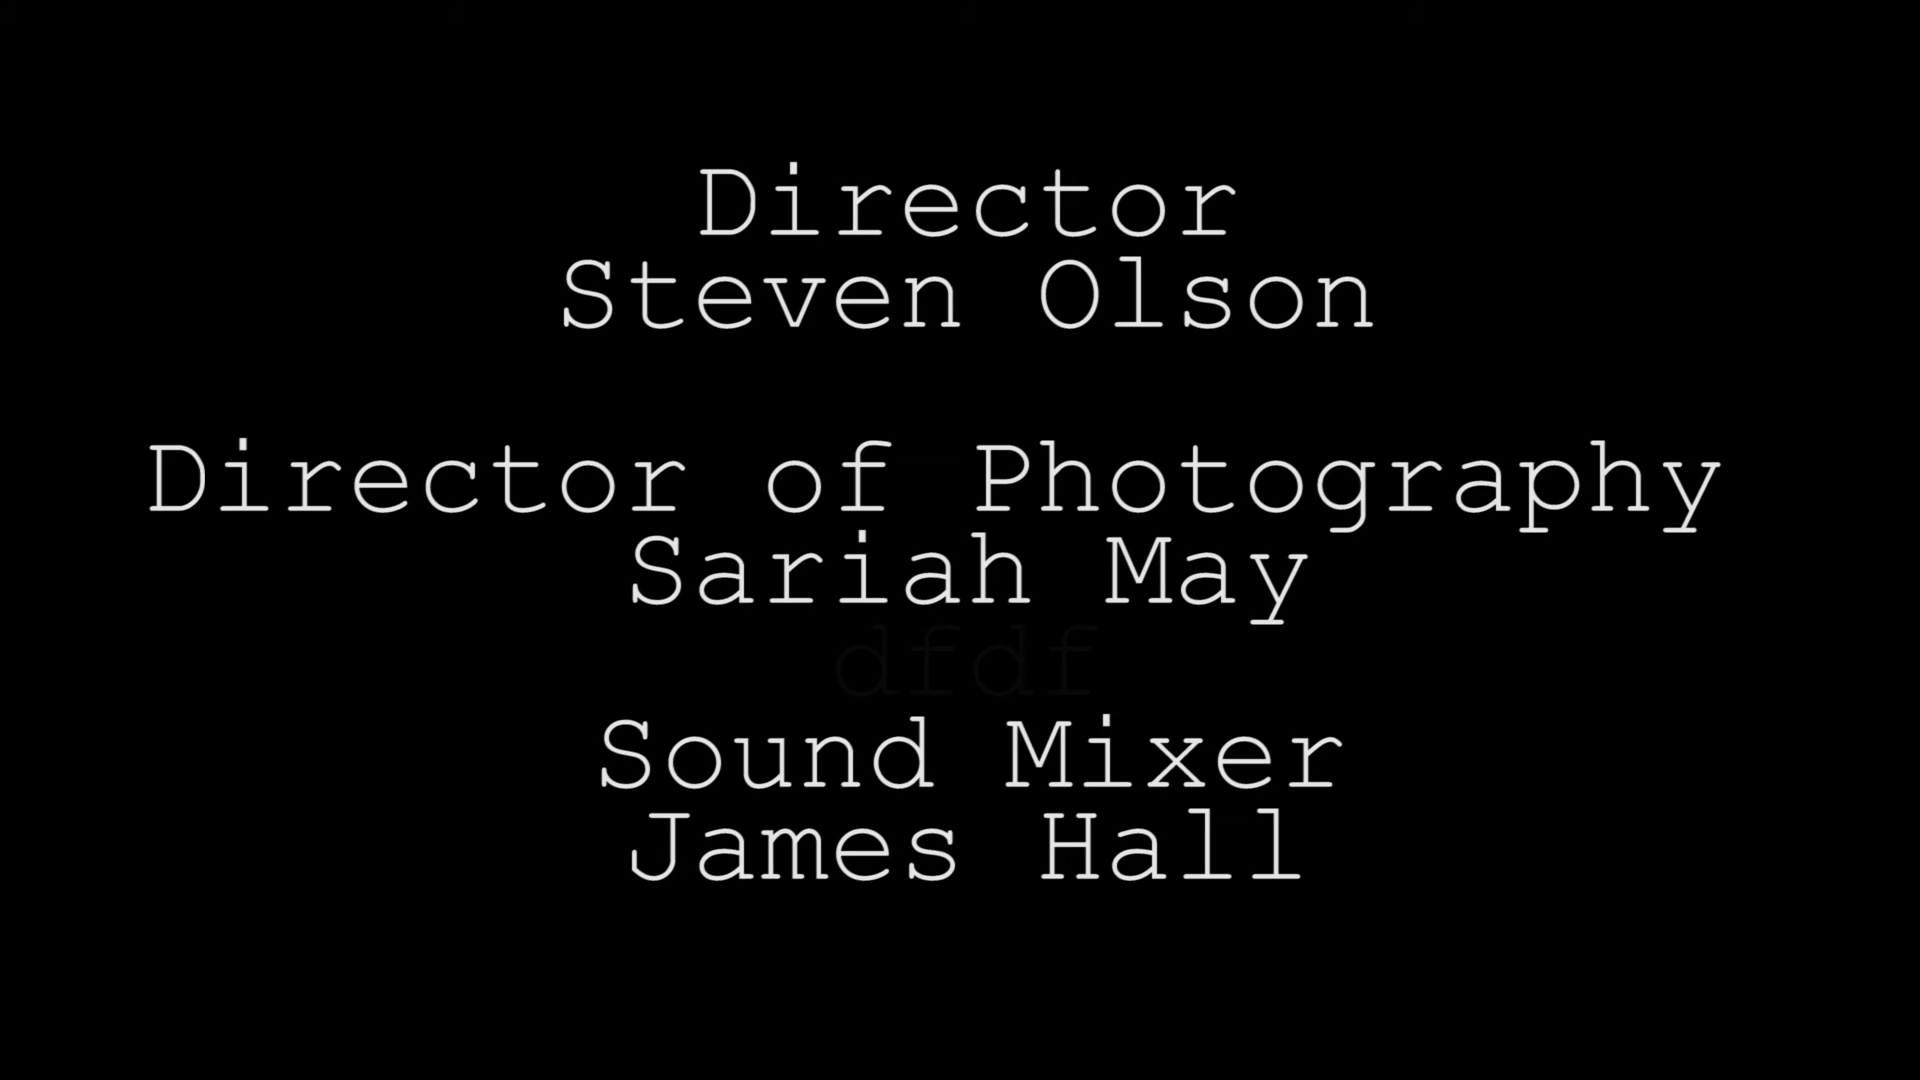 Director
Steven Olson
Director of Photography
Sariah May
dfdf
Sound Mixer
James Hall